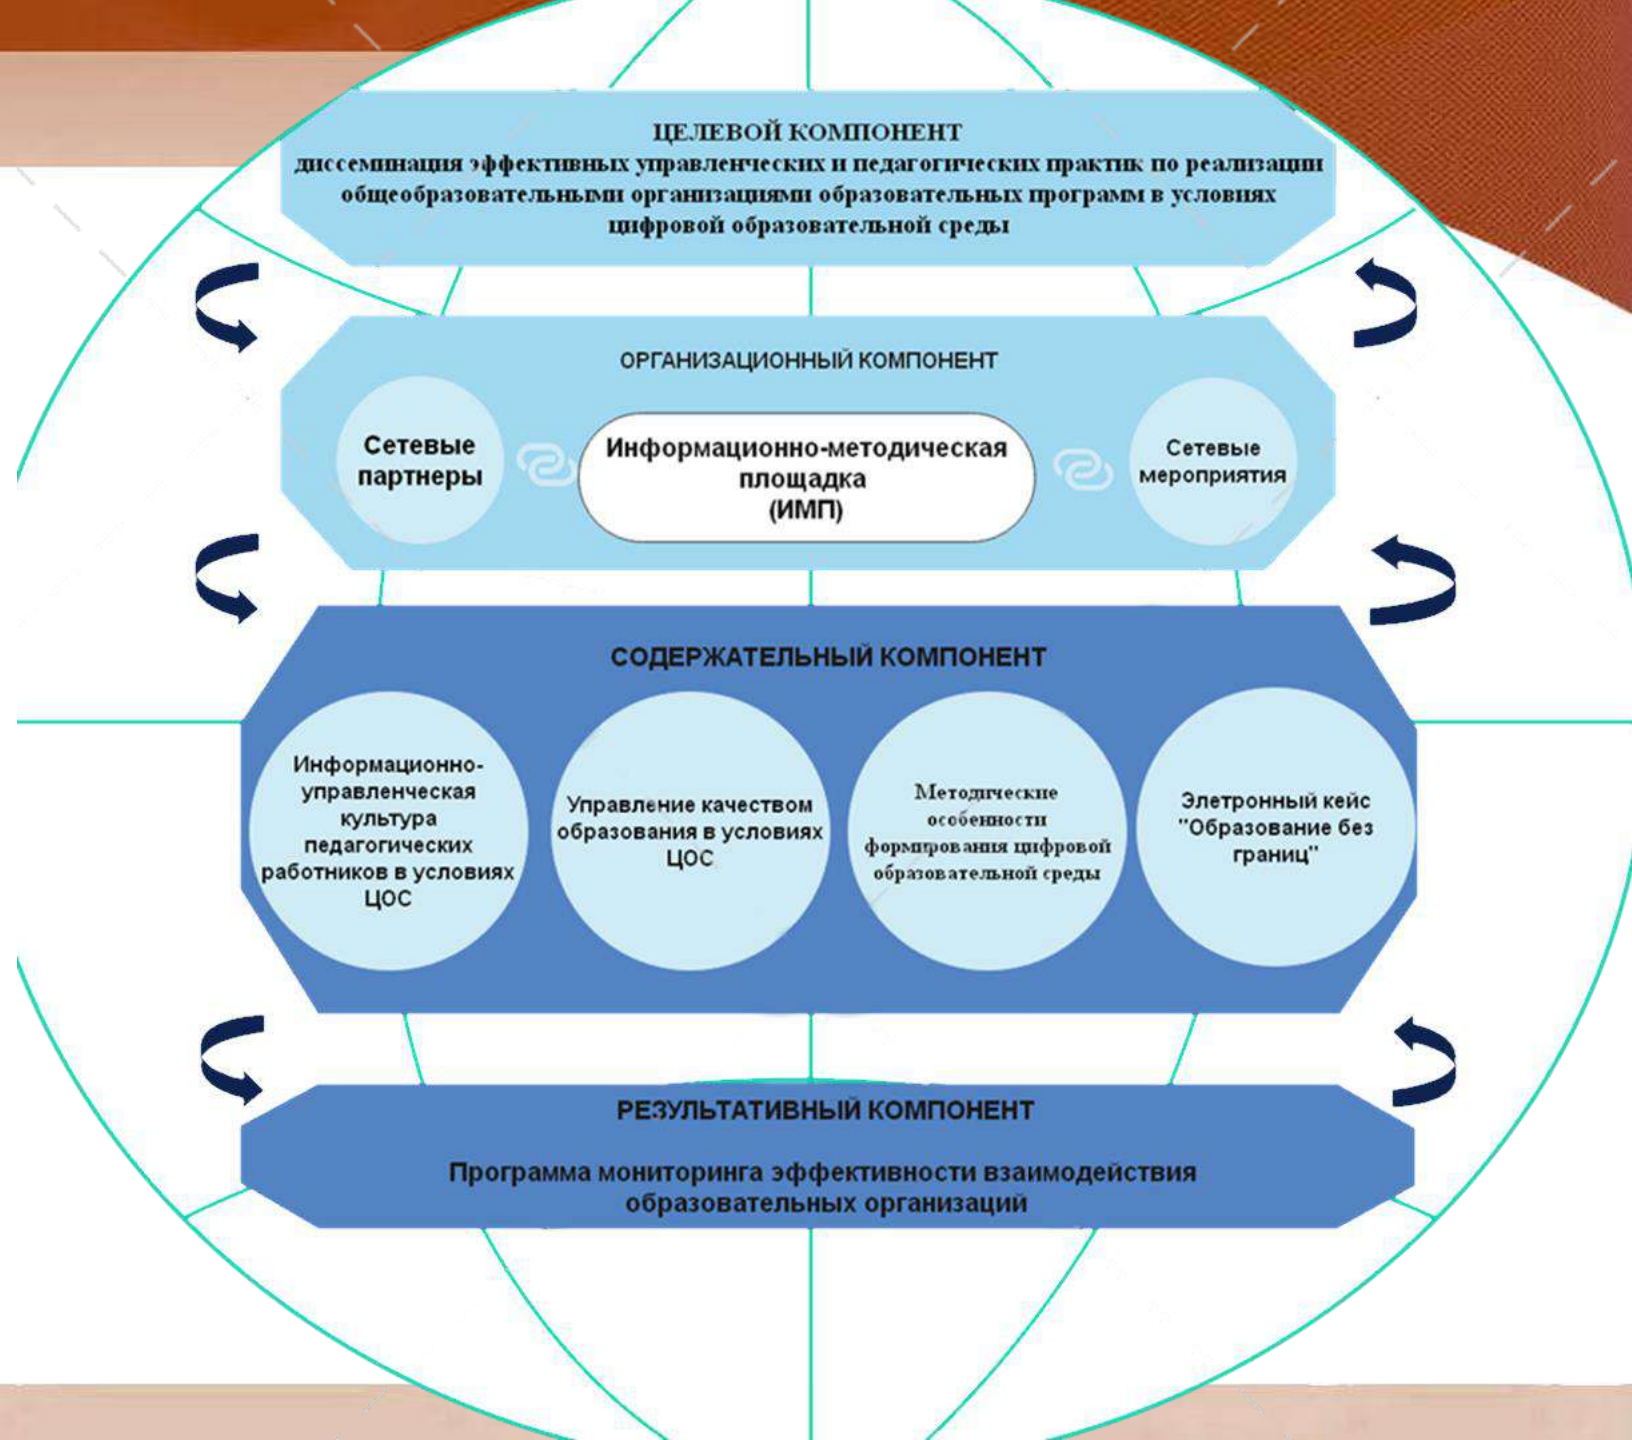 ЦЕЛЕВОЙ КОМПОНЕНТ
диссеминация эффективных управленческих и педагогических практик по реализации
общеобразовательными организациями образовательных программ в условиях
цифровой образовательной среды
ОРГАНИЗАЦИОННЫЙ КОМПОНЕНТ
Сетевые
партнеры
Информационно-методическая
площадка
(ИМП)
Сетевые
мероприятия
СОДЕРЖАТЕЛЬНЫЙ КОМПОНЕНТ
Информационно-
управленческая
культура
педагогических
работников в условиях
ЦОС
Управление качеством
образования в условиях
ЦОС
Методические
особенности
формирования цифровой
образовательной среды
Элетронный кейс
"Образование без
границ"
РЕЗУЛЬТАТИВНЫЙ КОМПОНЕНТ
Программа мониторинга эффективности взаимодействия
образовательных организаций